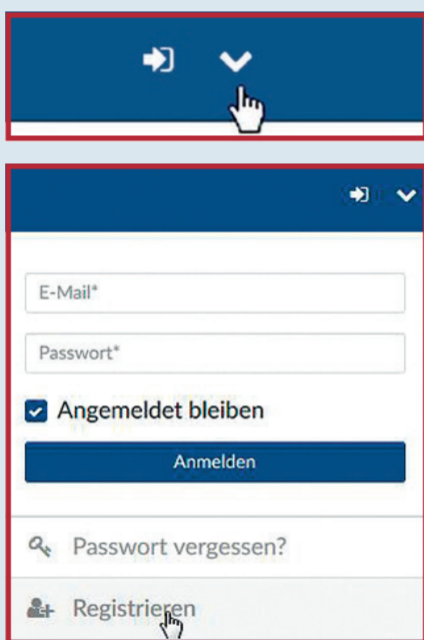 E-Mail*
Passwort*
Angemeldet bleiben
Anmelden
Passwort vergessen?
Registrieren